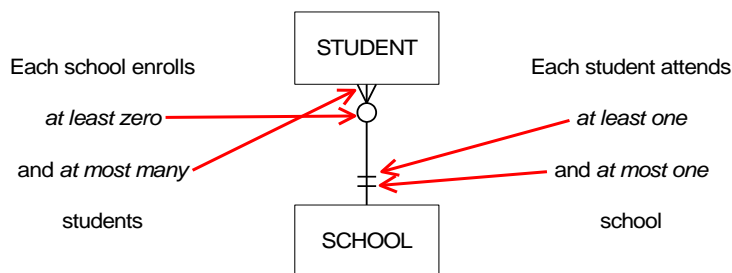 STUDENT
Each school enrolls
at least zero
and at most many
students
Each student attends
at least one
and at most one
school
SCHOOL